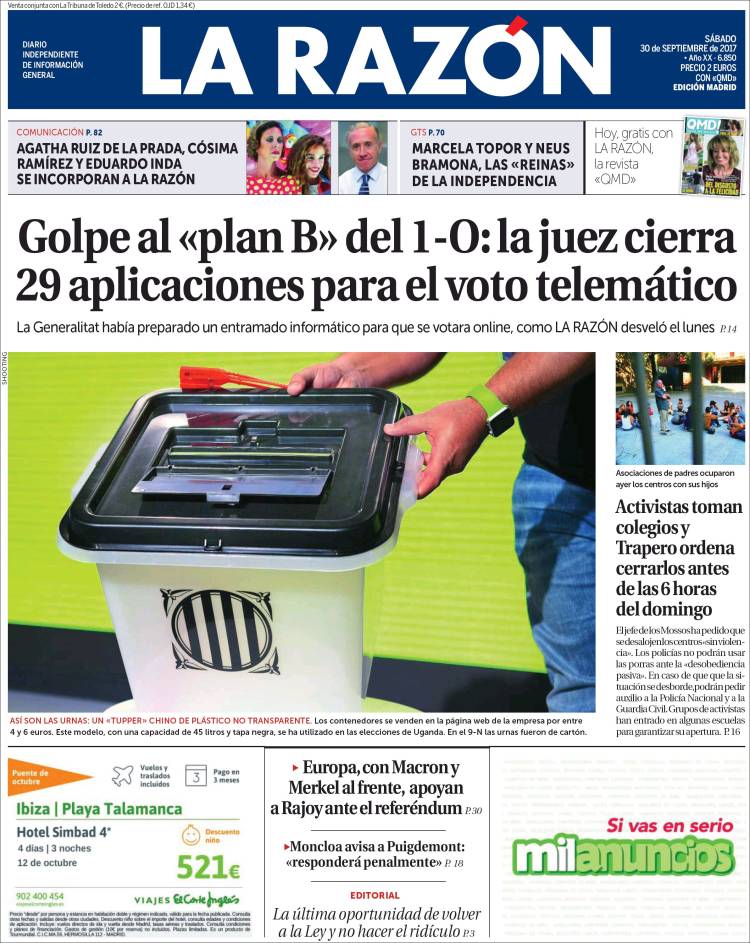 Venta conjunta con La Tribuna de Toledo 2 €. (Precio de ref. OJD 1,34 €)
DIARIO
INDEPENDIENTE
DE INFORMACIÓN
GENERAL
LA RAZÓN
SÁBADO
30 de SEPTIEMBRE de 2017
• Año XX · 6.850
PRECIO 2 EUROS
CON «QMD»
EDICIÓN MADRID
COMUNICACIÓN P. 82
AGATHA RUIZ DE LA PRADA, CÓSIMA
RAMÍREZ Y EDUARDO INDA
SE INCORPORAN A LA RAZÓN
GTS P. 70
MARCELA TOPOR Y NEUS
BRAMONA, LAS «REINAS»
DE LA INDEPENDENCIA
Hoy, gratis con
LA RAZÓN,
la revista
«QMD»
QMD!
DEL DISGUSTO
A LA FELICIDAD
Golpe al «plan B» del 1-O: la juez cierra
29 aplicaciones para el voto telemático
La Generalitat había preparado un entramado informático para que se votara online, como LA RAZÓN desveló el lunes P. 14
SHOOTING
ASÍ SON LAS URNAS: UN «TUPPER» CHINO DE PLÁSTICO NO TRANSPARENTE. Los contenedores se venden en la página web de la empresa por entre
4 y 6 euros. Este modelo, con una capacidad de 45 litros y tapa negra, se ha utilizado en las elecciones de Uganda. En el 9-N las urnas fueron de cartón.
Asociaciones de padres ocuparon
ayer los centros con sus hijos
Activistas toman
colegios y
Trapero ordena
cerrarlos antes
de las 6 horas
del domingo
El jefe de los Mossos ha pedido que
se desalojen los centros «sin violen-
cia». Los policías no podrán usar
las porras ante la «desobediencia
pasiva». En caso de que que la si-
tuación se desborde, podrán pedir
auxilio a la Policía Nacional y a la
Guardia Civil. Grupos de activistas
han entrado en algunas escuelas
para garantizar su apertura. P. 16
Puente de
octubre
Vuelos y
traslados
incluidos
3
Pago en
3 meses
Ibiza | Playa Talamanca
Hotel Simbad 4*
4 días | 3 noches
12 de octubre
Descuento
niño
521€
902 400 454
viajeselcorteingles.es
VIAJES El Corte Inglés
Europa, con Macron y
Merkel al frente, apoyan
a Rajoy ante el referéndum P. 30
Moncloa avisa a Puigdemont:
«responderá penalmente» P. 18
EDITORIAL
La última oportunidad de volver
a la Ley y no hacer el ridículo P. 3
Si vas en serio
milanuncios